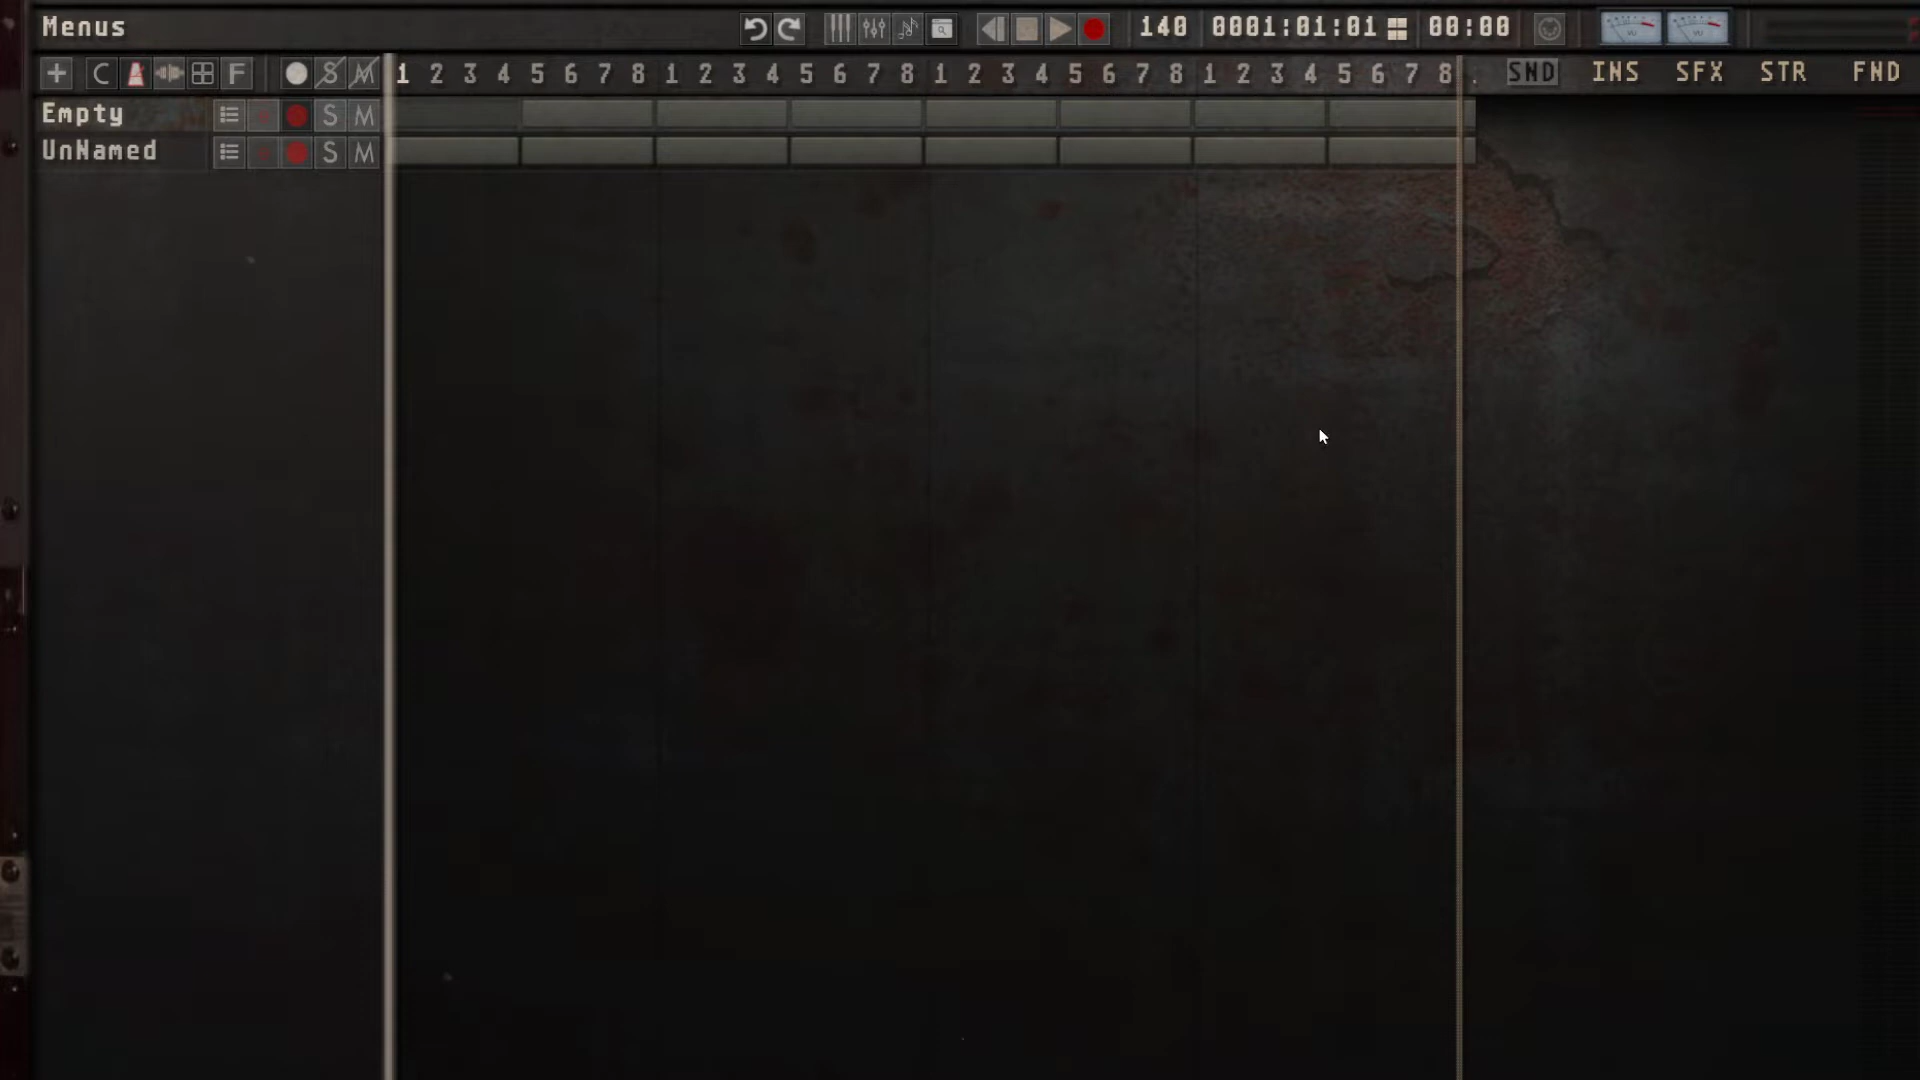 Menus 140 0001:01:01 00:00
C F S M 1 2 3 4 5 6 7 8 1 2 3 4 5 6 7 8 1 2 3 4 5 6 7 8 1 2 3 4 5 6 7 8 . SND INS SFX STR FND
Empty S M
UnNamed S M